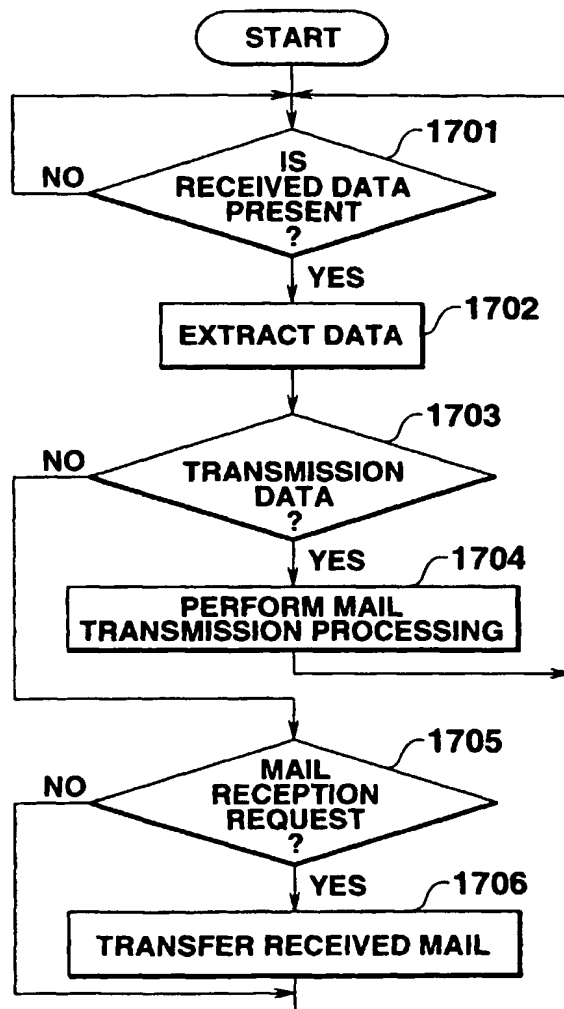 START
1701
IS
RECEIVED DATA
PRESENT
?
NO
YES
1702
EXTRACT DATA
1703
NO
TRANSMISSION
DATA
?
YES
1704
PERFORM MAIL
TRANSMISSION PROCESSING
1705
NO
MAIL
RECEPTION
REQUEST
?
YES
1706
TRANSFER RECEIVED MAIL